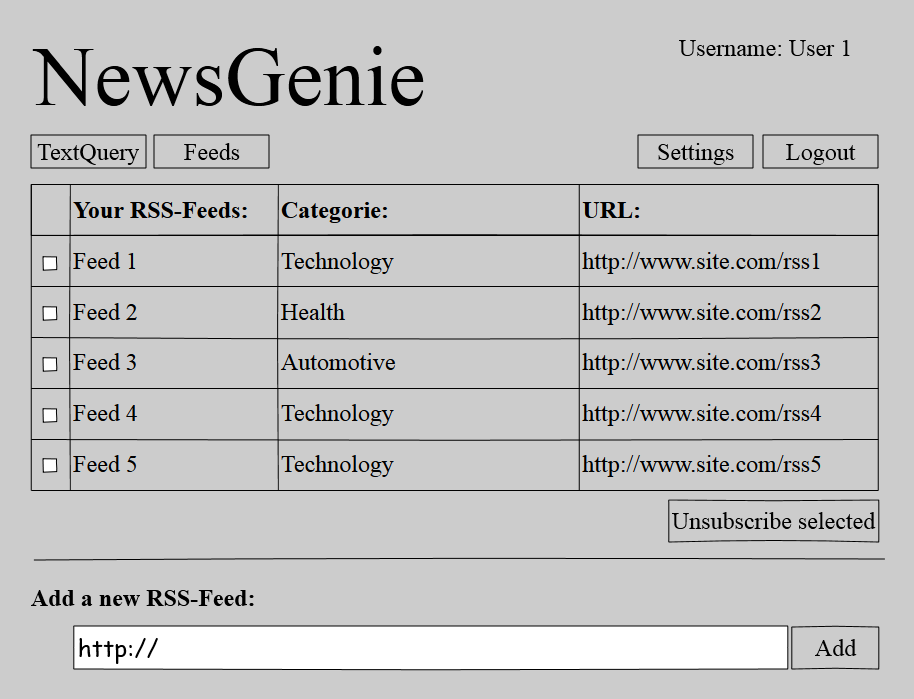 NewsGenie
Username: User 1
TextQuery Feeds Settings Logout
Your RSS-Feeds: Categorie: URL:
Feed 1 Technology http://www.site.com/rss1
Feed 2 Health http://www.site.com/rss2
Feed 3 Automotive http://www.site.com/rss3
Feed 4 Technology http://www.site.com/rss4
Feed 5 Technology http://www.site.com/rss5
Unsubscribe selected
Add a new RSS-Feed:
http:// Add